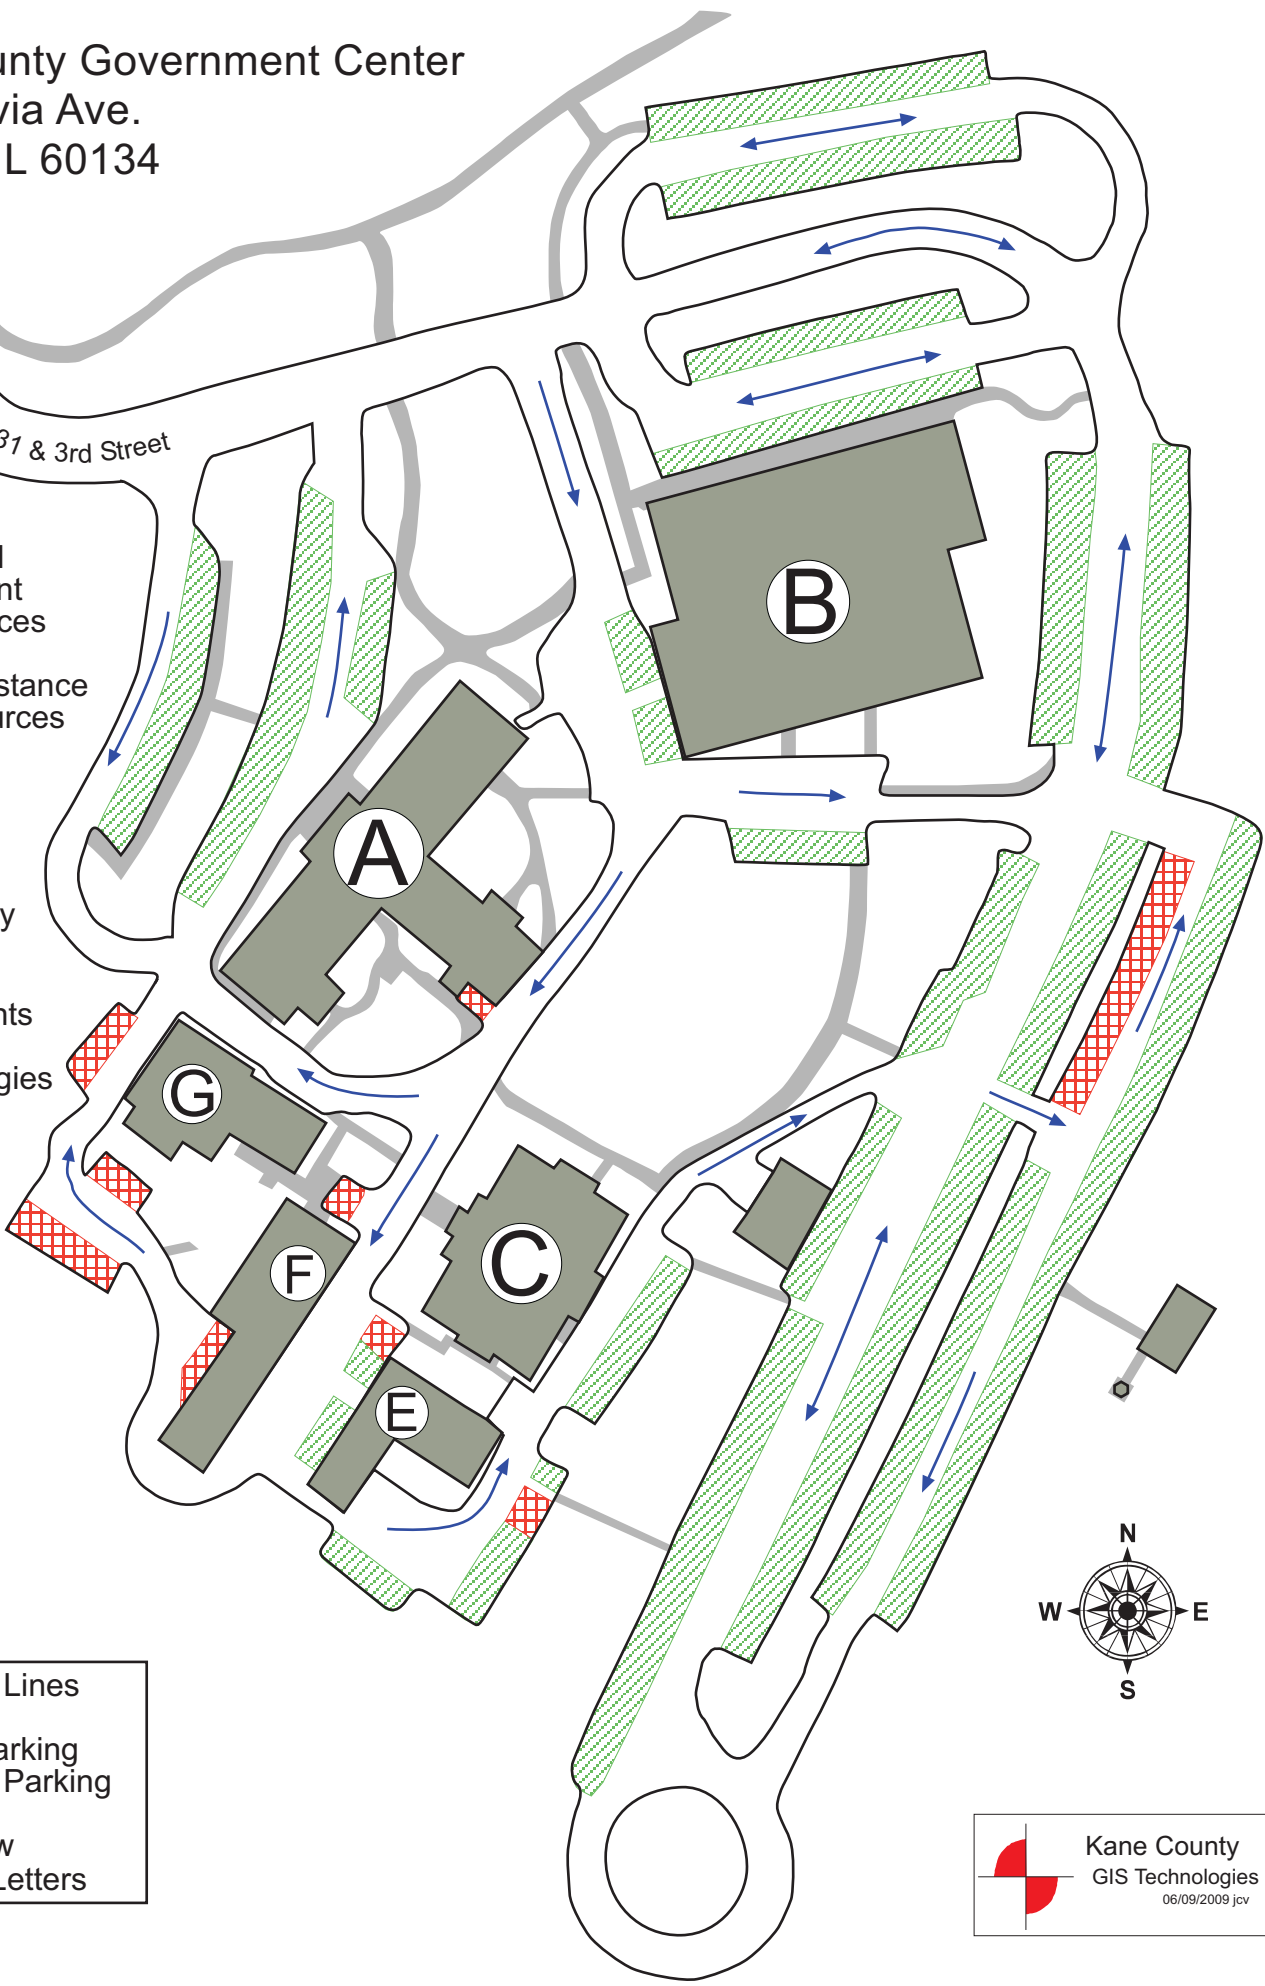 unty Government Center
via Ave.
L 60134
31 & 3rd Street
l
nt
ces
stance
urces
y
nts
gies
A
B
C
E
F
G
N
W
E
S
Lines
arking
Parking
w
Letters
Kane County
GIS Technologies
06/09/2009 jcv